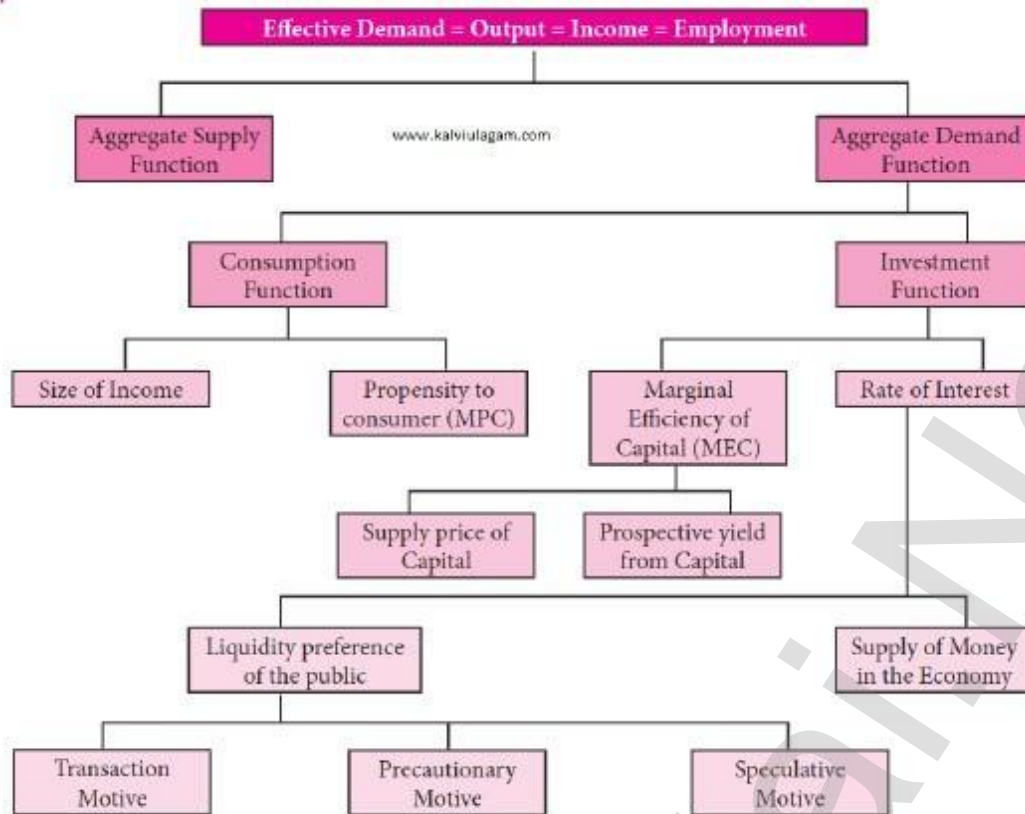 Effective Demand = Output = Income = Employment
Aggregate Supply
Function
www.kalviulagam.com
Aggregate Demand
Function
Consumption
Function
Investment
Function
Size of Income
Propensity to
consumer (MPC)
Marginal
Efficiency of
Capital (MEC)
Rate of Interest
Supply price of
Capital
Prospective yield
from Capital
Liquidity preference
of the public
Supply of Money
in the Economy
Transaction
Motive
Precautionary
Motive
Speculative
Motive